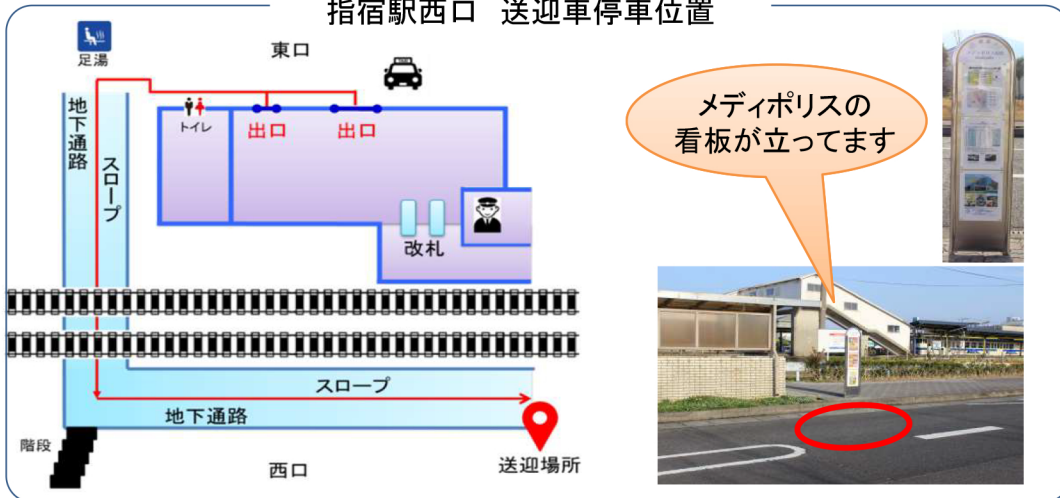 指宿駅西口 送迎車停車位置
足湯
東口
地下通路
スロープ
トイレ
出口
出口
改札
スロープ
地下通路
階段
西口
送迎場所
メディポリスの
看板が立ってます